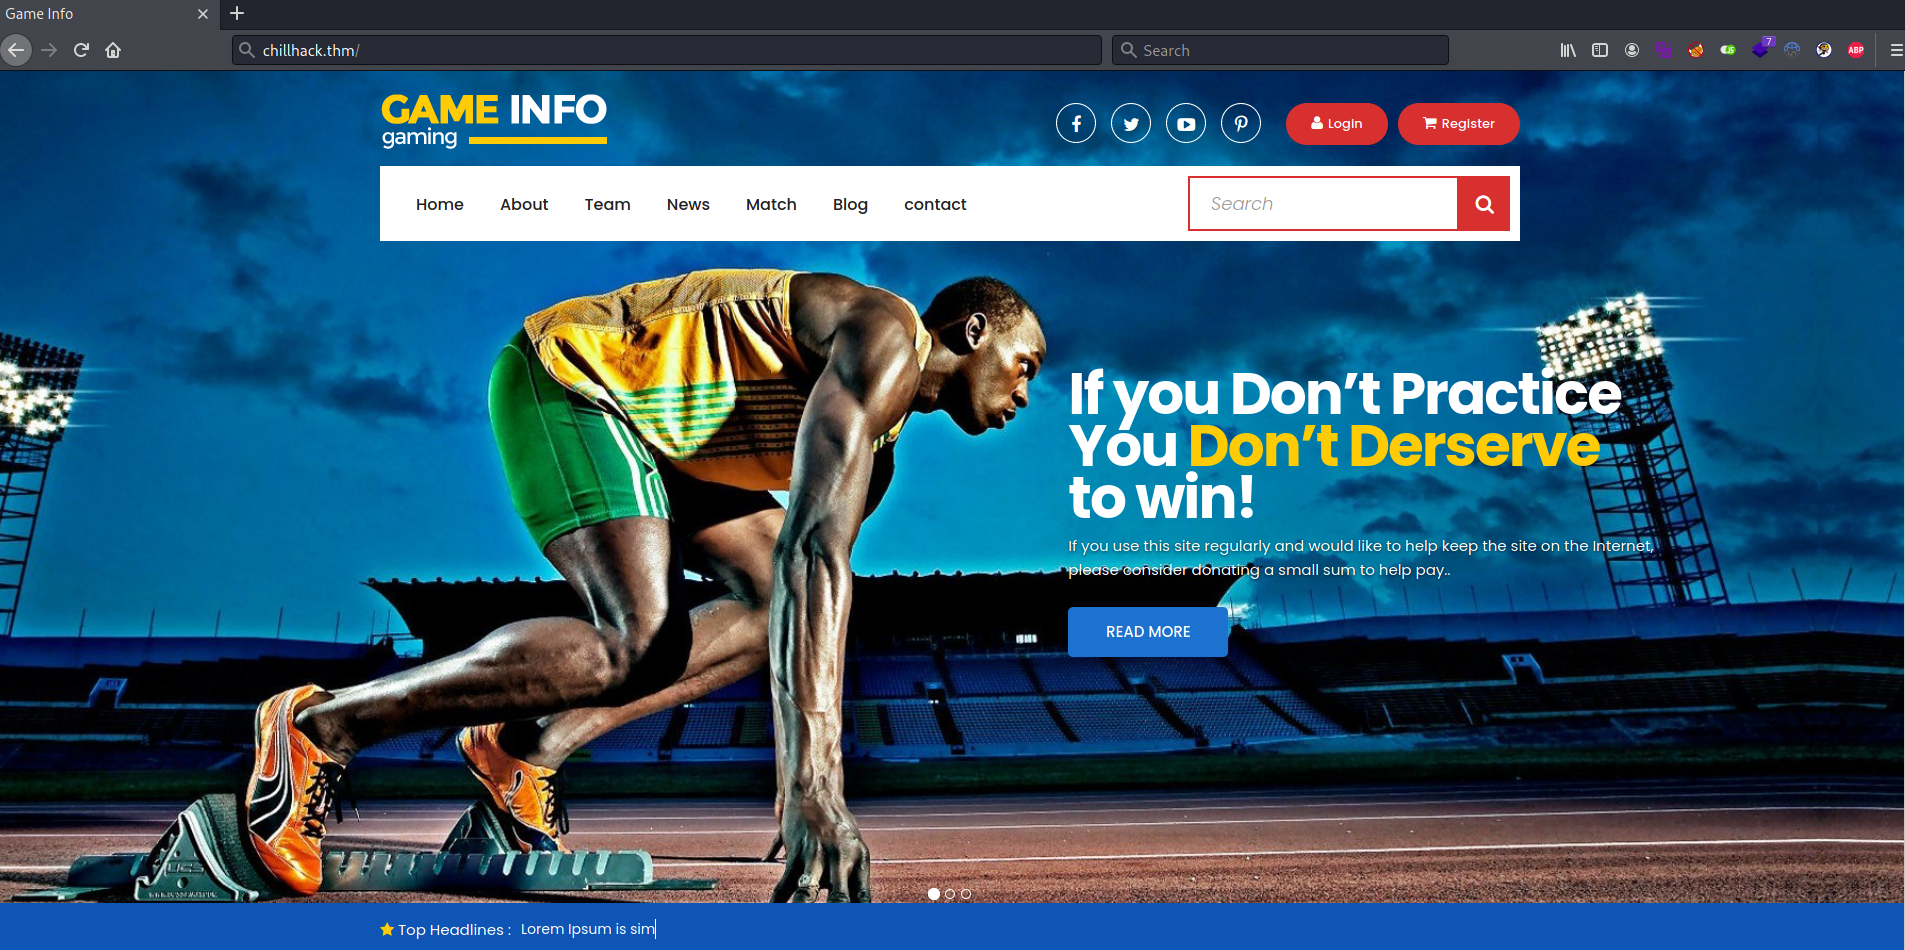 Game Info
chillhack.thm/
Search
7
ABP
GAME INFO
gaming
Login
Register
Home About Team News Match Blog contact
Search
If you Don’t Practice
You Don’t Derserve
to win!
If you use this site regularly and would like to help keep the site on the Internet,
please consider donating a small sum to help pay..
READ MORE
Top Headlines : Lorem Ipsum is sim